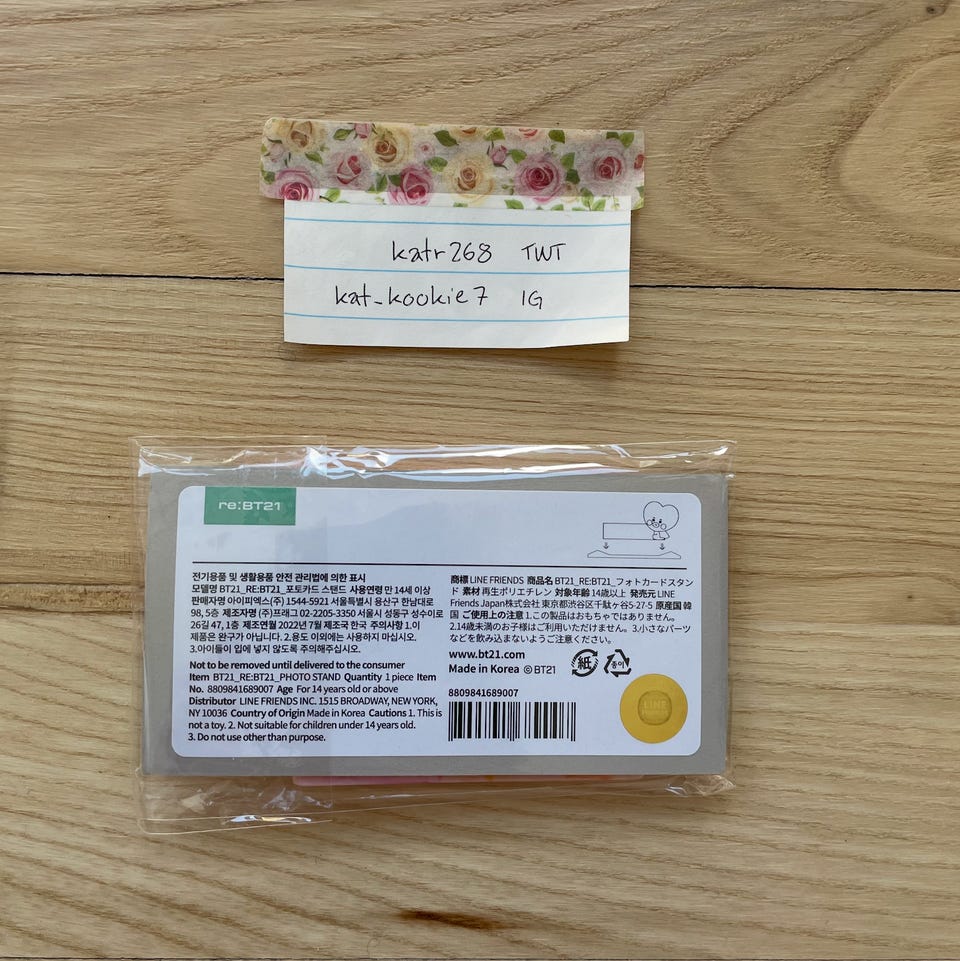 katr268 TWT
kat_kookie7 IG
re:BT21
전기용품 및 생활용품 안전 관리법에 의한 표시
모델명 BT21_RE:BT21_포토카드 스탠드 사용연령 만 14세 이상
판매자명 아이피엑스(주) 1544-5921 서울특별시 용산구 한남대로
98, 5층 제조자명 (주)프래그 02-2205-3350 서울시 성동구 성수이로
26길 47, 1층 제조연월 2022년 7월 제조국 한국 주의사항 1.이
제품은 완구가 아닙니다. 2.용도 이외에는 사용하지 마십시오.
3.아이들이 입에 넣지 않도록 주의해주십시오.
Not to be removed until delivered to the consumer
Item BT21_RE:BT21_PHOTO STAND Quantity 1 piece Item
No. 8809841689007 Age For 14 years old or above
Distributor LINE FRIENDS INC. 1515 BROADWAY, NEW YORK,
NY 10036 Country of Origin Made in Korea Cautions 1. This is
not a toy. 2. Not suitable for children under 14 years old.
3. Do not use other than purpose.
商標 LINE FRIENDS 商品名 BT21_RE:BT21_フォトカードスタン
ド 素材 再生ポリエチレン 対象年齢 14歳以上 発売元 LINE
Friends Japan株式会社 東京都渋谷区千駄ヶ谷5-27-5 原産国 韓
国 ご使用上の注意 1.この製品はおもちゃではありません。
2.14歳未満のお子様はご利用いただけません。3.小さなパーツ
などを飲み込まないようご注意ください。
www.bt21.com
Made in Korea ©BT21
紙
종이
8809841689007
LINE
FRIENDS